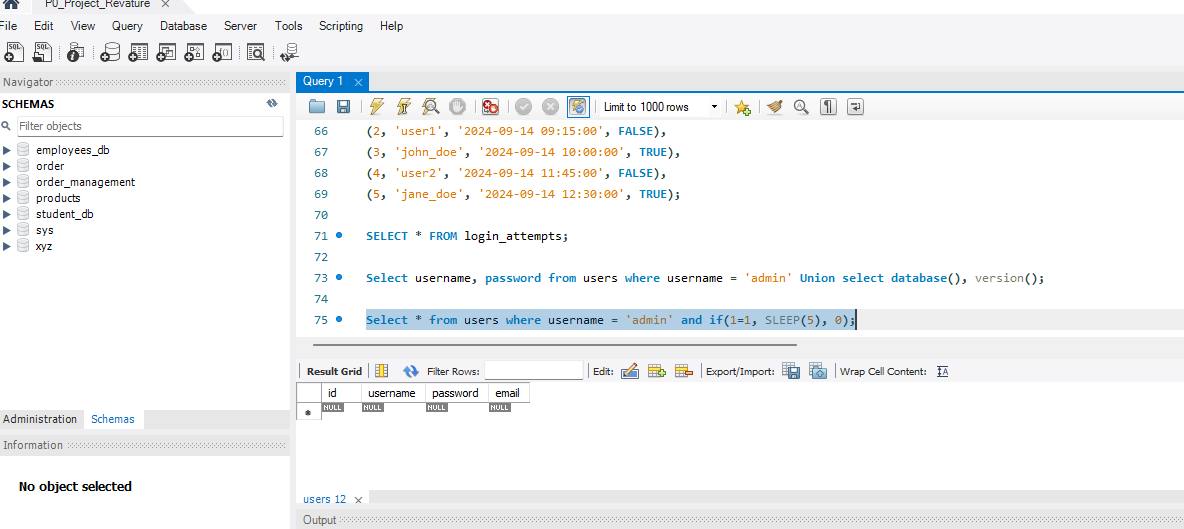 P0_Project_Revature
File Edit View Query Database Server Tools Scripting Help
Navigator
SCHEMAS
Filter objects
employees_db
order
order_management
products
student_db
sys
xyz
Administration Schemas
Information
No object selected
Query 1
Limit to 1000 rows
66 (2, 'user1', '2024-09-14 09:15:00', FALSE),
67 (3, 'john_doe', '2024-09-14 10:00:00', TRUE),
68 (4, 'user2', '2024-09-14 11:45:00', FALSE),
69 (5, 'jane_doe', '2024-09-14 12:30:00', TRUE);
70
71 SELECT * FROM login_attempts;
72
73 Select username, password from users where username = 'admin' Union select database(), version();
74
75 Select * from users where username = 'admin' and if(1=1, SLEEP(5), 0);
Result Grid Filter Rows: Edit: Export/Import: Wrap Cell Content:
id username password email
NULL NULL NULL NULL
users 12
Output